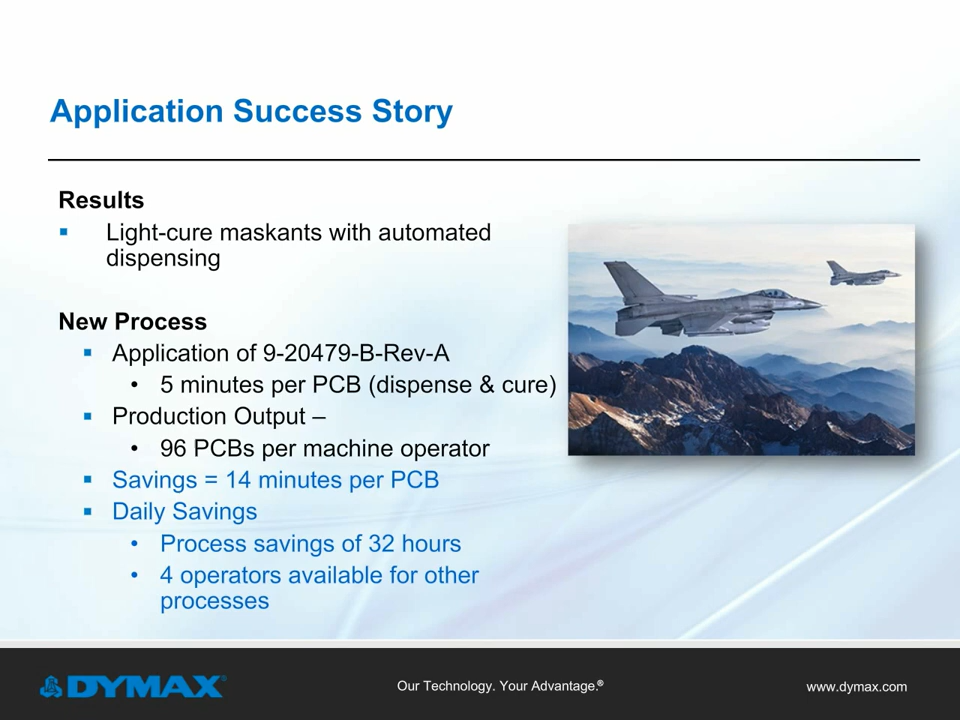 Application Success Story
Results
▪ Light-cure maskants with automated
dispensing
New Process
▪ Application of 9-20479-B-Rev-A
• 5 minutes per PCB (dispense & cure)
▪ Production Output –
• 96 PCBs per machine operator
▪ Savings = 14 minutes per PCB
▪ Daily Savings
• Process savings of 32 hours
• 4 operators available for other
processes
DYMAX®
Our Technology. Your Advantage.®
www.dymax.com